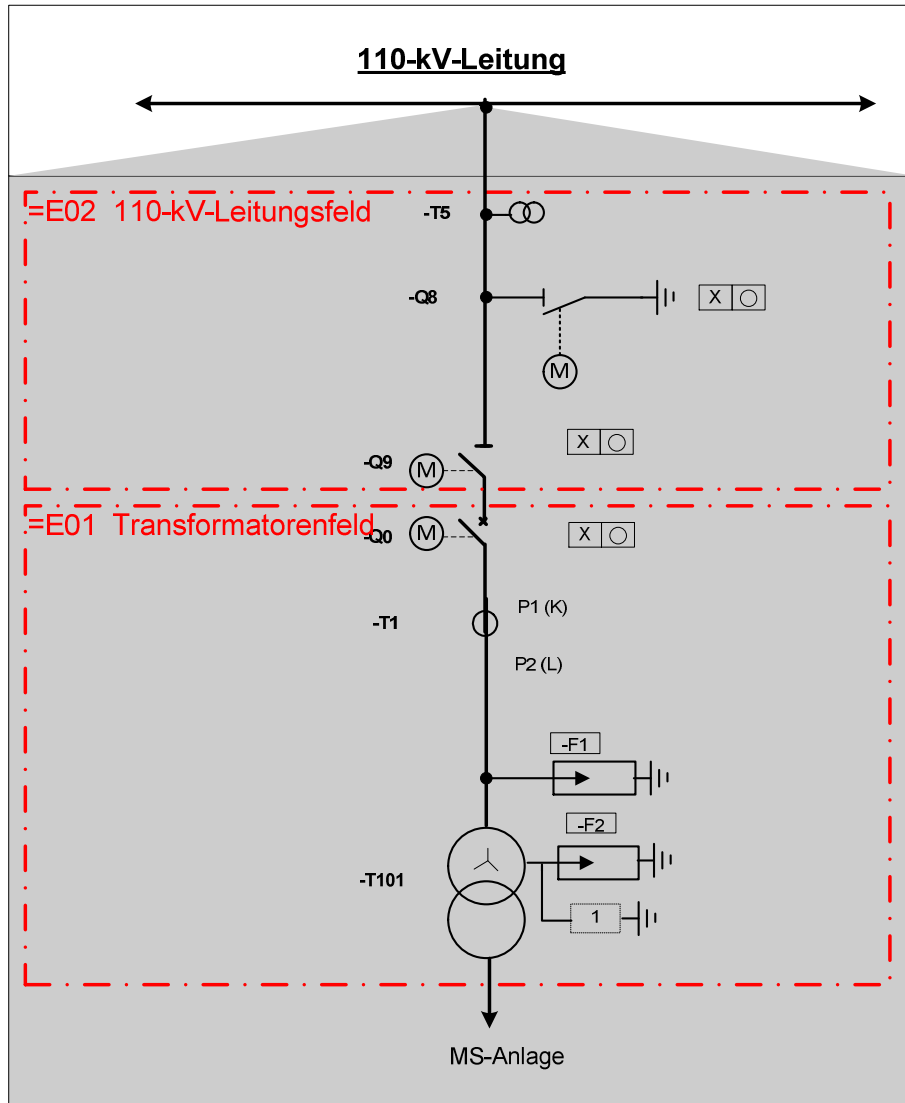 110-kV-Leitung
=E02 110-kV-Leitungsfeld
-T5
-Q8
X
M
-Q9
M
X
=E01 Transformatorenfeld
-Q0
M
X
-T1
P1 (K)
P2 (L)
-F1
-F2
-T101
1
MS-Anlage